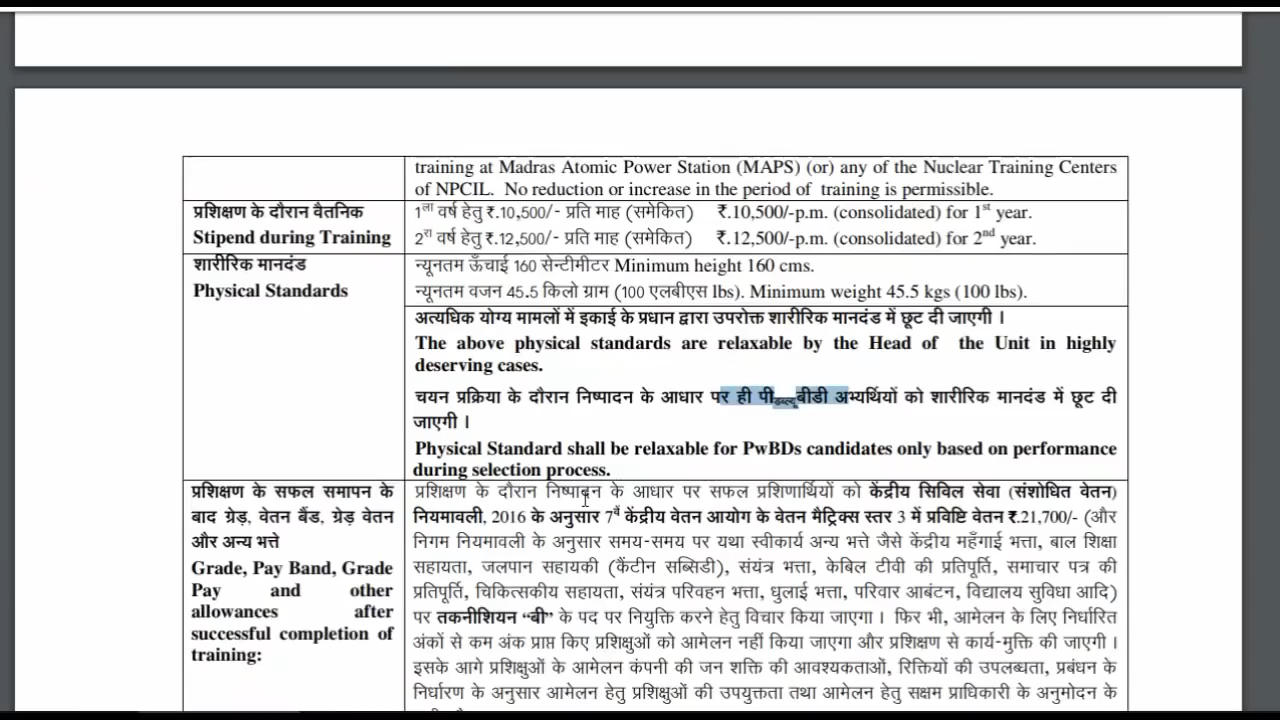 training at Madras Atomic Power Station (MAPS) (or) any of the Nuclear Training Centers
of NPCIL. No reduction or increase in the period of training is permissible.
प्रशिक्षण के दौरान वैतनिक
Stipend during Training
1ला वर्ष हेतु ₹.10,500/- प्रति माह (समेकित) ₹.10,500/-p.m. (consolidated) for 1st year.
2रा वर्ष हेतु ₹.12,500/- प्रति माह (समेकित) ₹.12,500/-p.m. (consolidated) for 2nd year.
शारीरिक मानदंड
Physical Standards
न्यूनतम ऊँचाई 160 सेन्टीमीटर Minimum height 160 cms.
न्यूनतम वजन 45.5 किलो ग्राम (100 एलबीएस lbs). Minimum weight 45.5 kgs (100 lbs).
अत्यधिक योग्य मामलों में इकाई के प्रधान द्वारा उपरोक्त शारीरिक मानदंड में छूट दी जाएगी ।
The above physical standards are relaxable by the Head of the Unit in highly
deserving cases.
चयन प्रक्रिया के दौरान निष्पादन के आधार पर ही पीडब्ल्यूबीडी अभ्यर्थियों को शारीरिक मानदंड में छूट दी
जाएगी ।
Physical Standard shall be relaxable for PwBDs candidates only based on performance
during selection process.
प्रशिक्षण के सफल समापन के
बाद ग्रेड, वेतन बैंड, ग्रेड वेतन
और अन्य भत्ते
Grade, Pay Band, Grade
Pay and other
allowances after
successful completion of
training:
प्रशिक्षण के दौरान निष्पादन के आधार पर सफल प्रशिणार्थियों को केंद्रीय सिविल सेवा (संशोधित वेतन)
नियमावली, 2016 के अनुसार 7वें केंद्रीय वेतन आयोग के वेतन मैट्रिक्स स्तर 3 में प्रविष्टि वेतन ₹.21,700/- (और
निगम नियमावली के अनुसार समय-समय पर यथा स्वीकार्य अन्य भत्ते जैसे केंद्रीय महँगाई भत्ता, बाल शिक्षा
सहायता, जलपान सहायकी (कैंटीन सब्सिडी), संयंत्र भत्ता, केबिल टीवी की प्रतिपूर्ति, समाचार पत्र की
प्रतिपूर्ति, चिकित्सकीय सहायता, संयंत्र परिवहन भत्ता, धुलाई भत्ता, परिवार आबंटन, विद्यालय सुविधा आदि)
पर तकनीशियन “बी” के पद पर नियुक्ति करने हेतु विचार किया जाएगा । फिर भी, आमेलन के लिए निर्धारित
अंकों से कम अंक प्राप्त किए प्रशिक्षुओं को आमेलन नहीं किया जाएगा और प्रशिक्षण से कार्य-मुक्ति की जाएगी ।
इसके आगे प्रशिक्षुओं के आमेलन कंपनी की जन शक्ति की आवश्यकताओं, रिक्तियों की उपलब्धता, प्रबंधन के
निर्धारण के अनुसार आमेलन हेतु प्रशिक्षुओं की उपयुक्तता तथा आमेलन हेतु सक्षम प्राधिकारी के अनुमोदन के